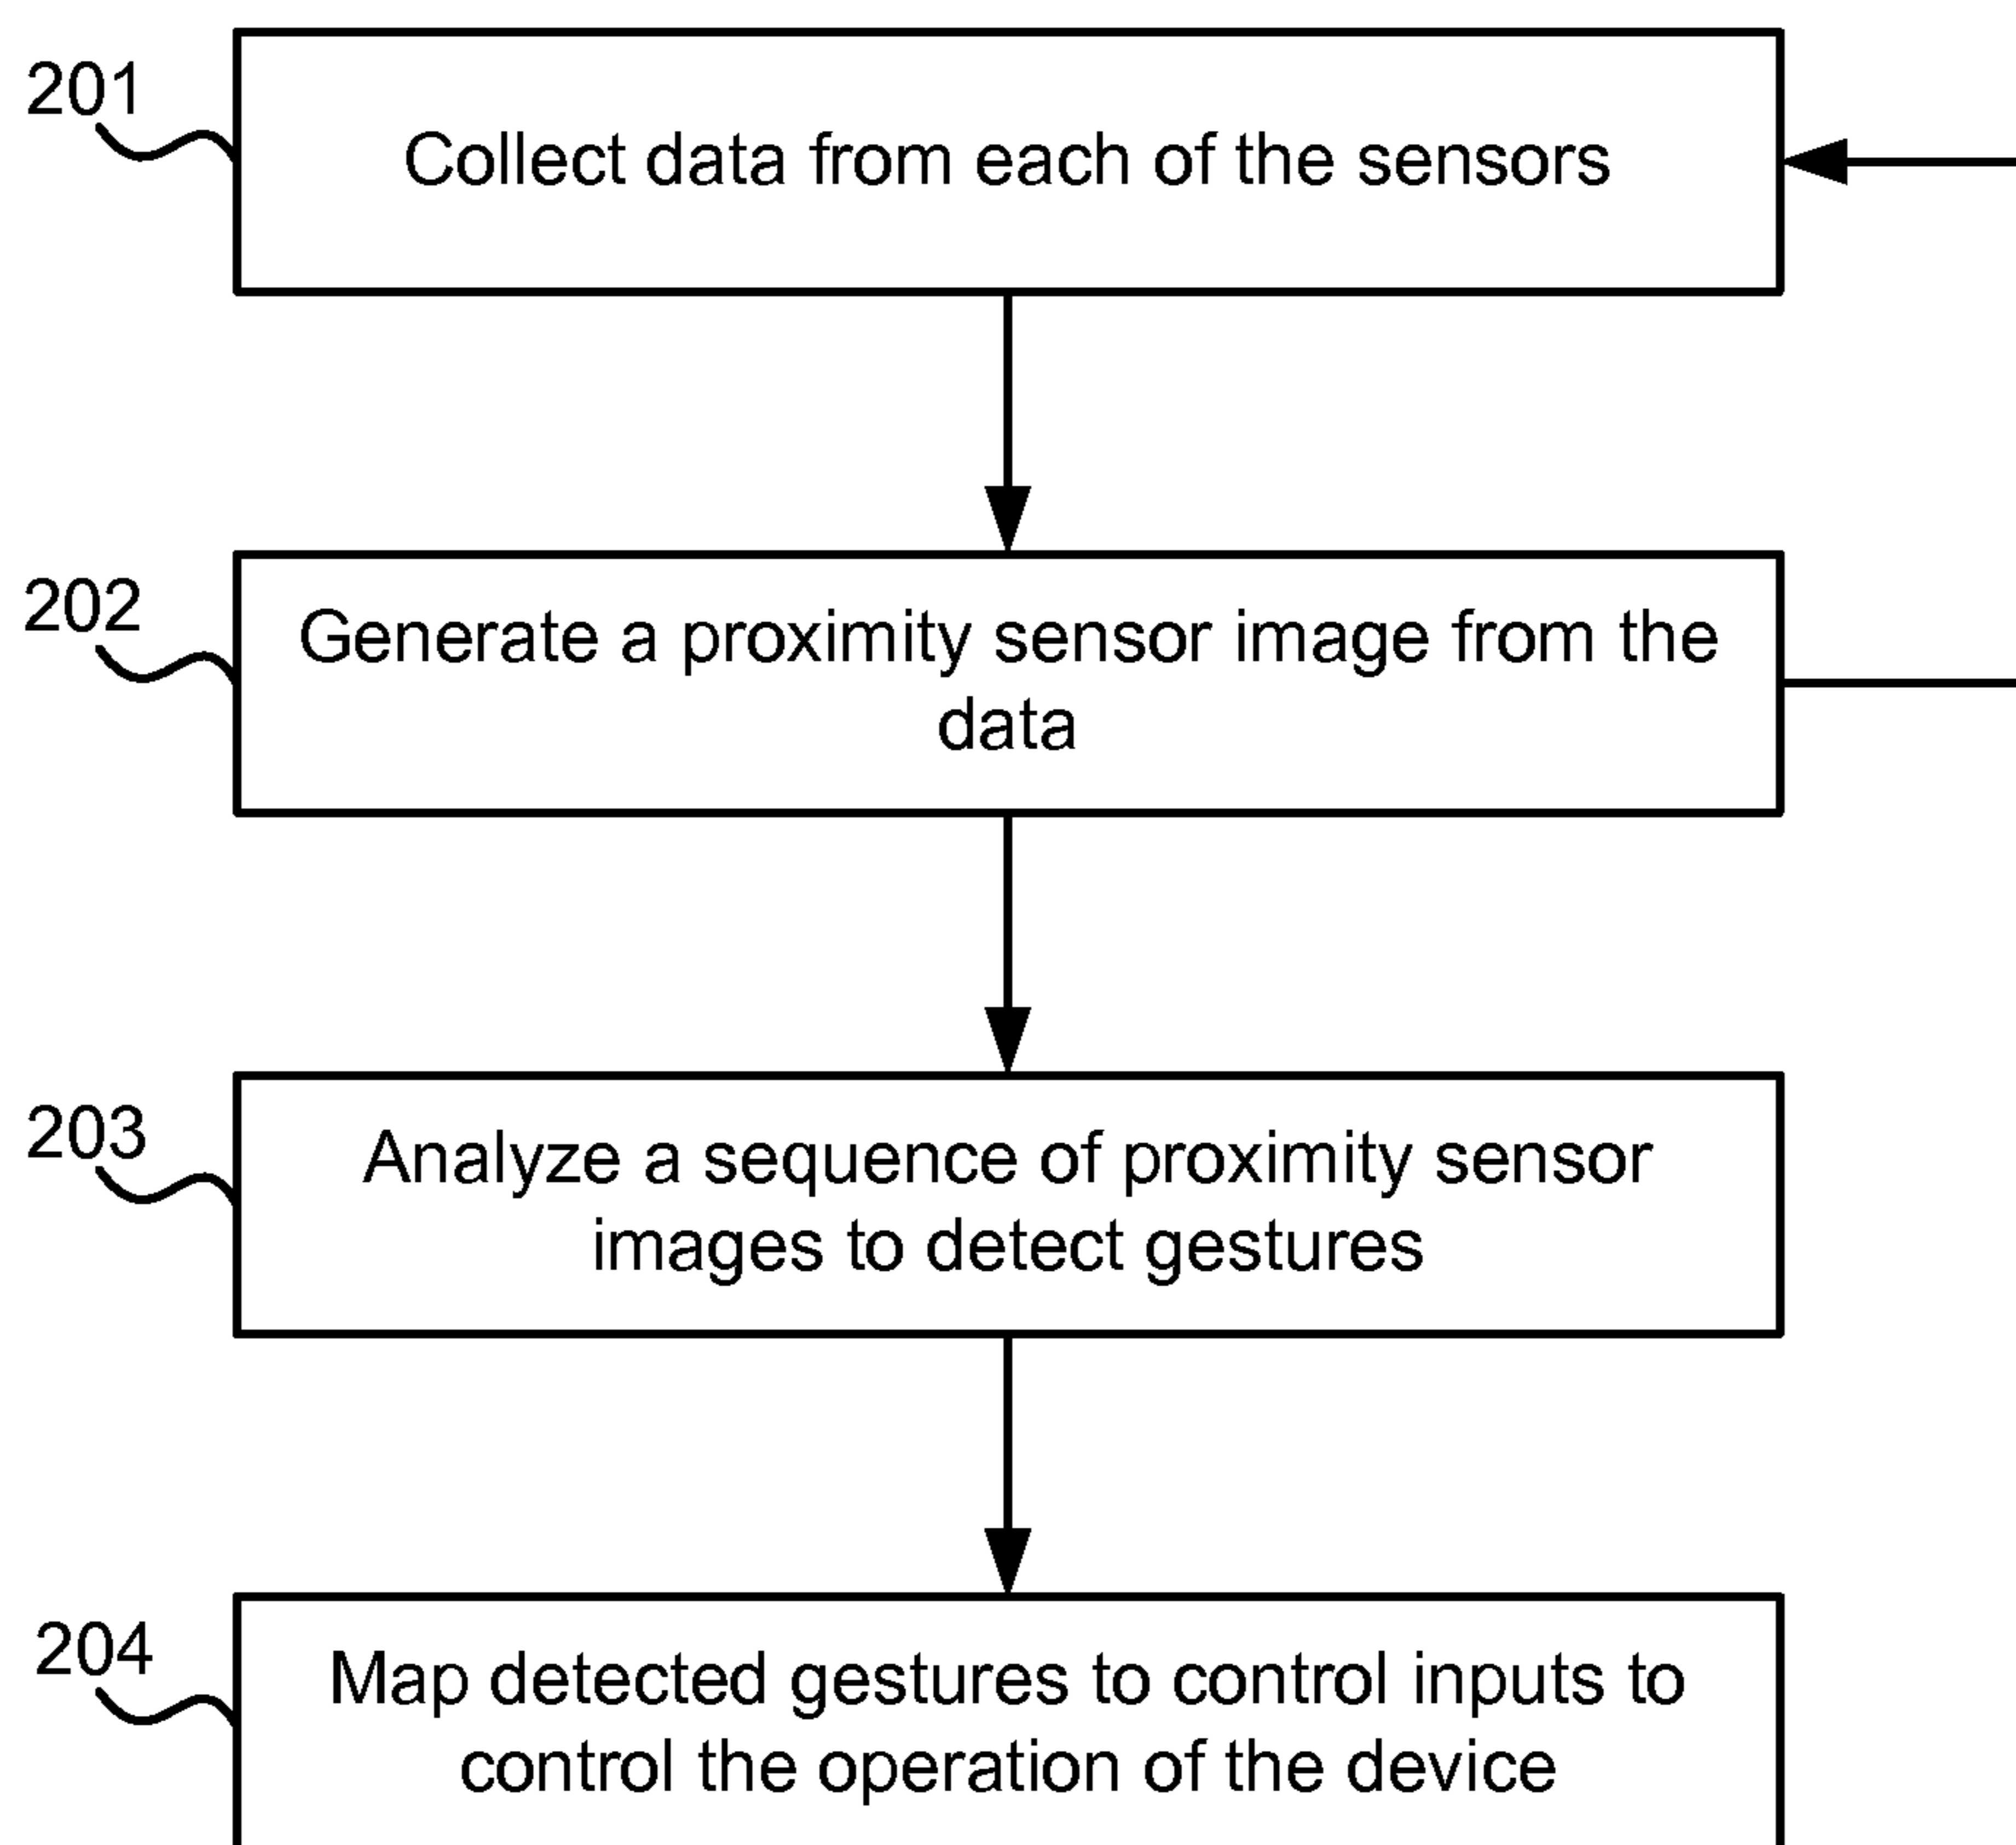 201
Collect data from each of the sensors
202
Generate a proximity sensor image from the
data
203
Analyze a sequence of proximity sensor
images to detect gestures
204
Map detected gestures to control inputs to
control the operation of the device